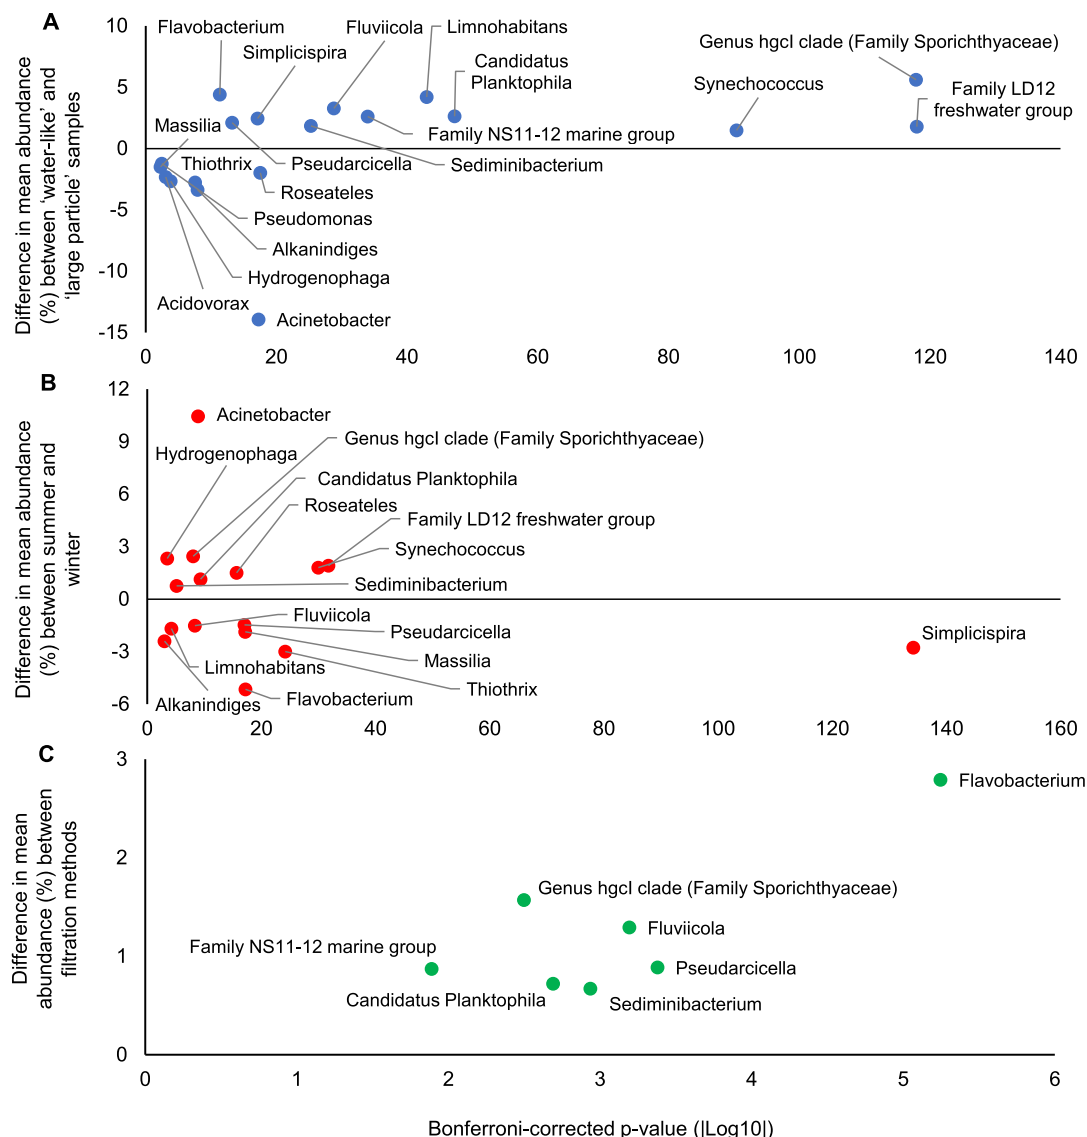 A
Difference in mean abundance
(%) between 'water-like' and
'large particle' samples
10
5
0
-5
-10
-15
Flavobacterium
Simplicispira
Fluviicola
Limnohabitans
Candidatus
Planktophila
Genus hgcI clade (Family Sporichthyaceae)
Synechococcus
Family LD12
freshwater group
Massilia
Family NS11-12 marine group
Thiothrix
Pseudarcicella
Sediminibacterium
Roseateles
Pseudomonas
Alkanindiges
Hydrogenophaga
Acidovorax
Acinetobacter
0 20 40 60 80 100 120 140
B
Difference in mean abundance
(%) between summer and
winter
12
9
6
3
0
-3
-6
Acinetobacter
Genus hgcI clade (Family Sporichthyaceae)
Hydrogenophaga
Candidatus Planktophila
Roseateles
Family LD12 freshwater group
Synechococcus
Sediminibacterium
Fluviicola
Pseudarcicella
Simplicispira
Massilia
Limnohabitans
Thiothrix
Alkanindiges
Flavobacterium
0 20 40 60 80 100 120 140 160
C
Difference in mean
abundance (%) between
filtration methods
3
2
1
0
Flavobacterium
Genus hgcI clade (Family Sporichthyaceae)
Fluviicola
Family NS11-12 marine group
Pseudarcicella
Candidatus Planktophila
Sediminibacterium
0 1 2 3 4 5 6
Bonferroni-corrected p-value (|Log10|)